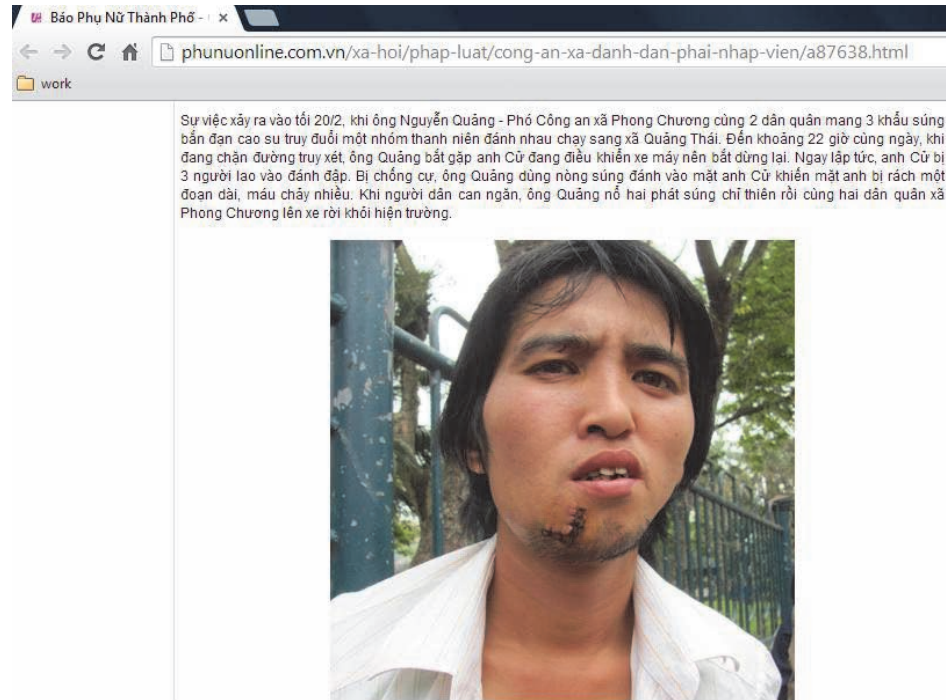 Báo Phụ Nữ Thành Phố -
phunuonline.com.vn/xa-hoi/phap-luat/cong-an-xa-danh-dan-phai-nhap-vien/a87638.html
work
Sự việc xảy ra vào tối 20/2, khi ông Nguyễn Quảng - Phó Công an xã Phong Chương cùng 2 dân quân mang 3 khẩu súng
bắn đạn cao su truy đuổi một nhóm thanh niên đánh nhau chạy sang xã Quảng Thái. Đến khoảng 22 giờ cùng ngày, khi
đang chặn đường truy xét, ông Quảng bắt gặp anh Cử đang điều khiển xe máy nên bắt dừng lại. Ngay lập tức, anh Cử bị
3 người lao vào đánh đập. Bị chống cự, ông Quảng dùng nòng súng đánh vào mặt anh Cử khiến mặt anh bị rách một
đoạn dài, máu chảy nhiều. Khi người dân can ngăn, ông Quảng nổ hai phát súng chỉ thiên rồi cùng hai dân quân xã
Phong Chương lên xe rời khỏi hiện trường.